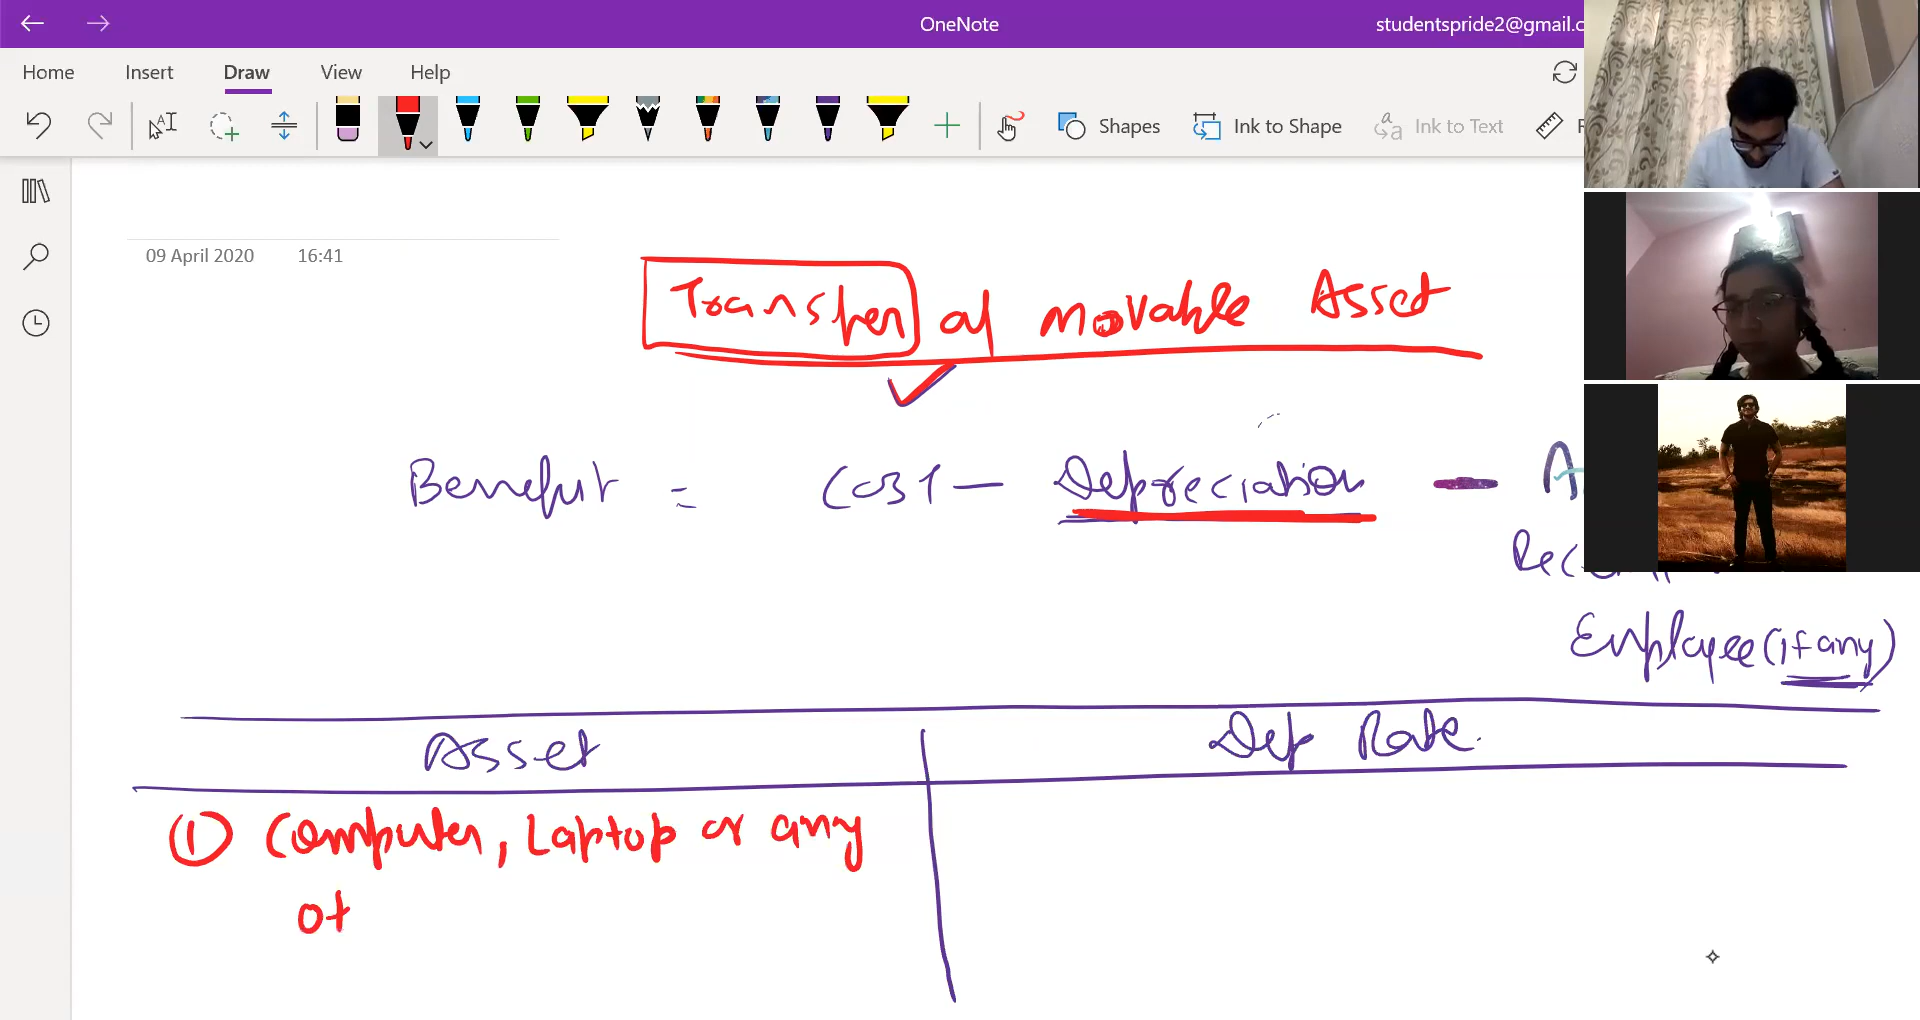 OneNote
studentspride2@gmail.c
Home Insert Draw View Help
Shapes Ink to Shape Ink to Text
09 April 2020 16:41
Transfer of movable Asset
Benefit = Cost - Depreciation - A
Rec
Employee (if any)
Asset Dep Rate.
① Computer, Laptop or any
ot